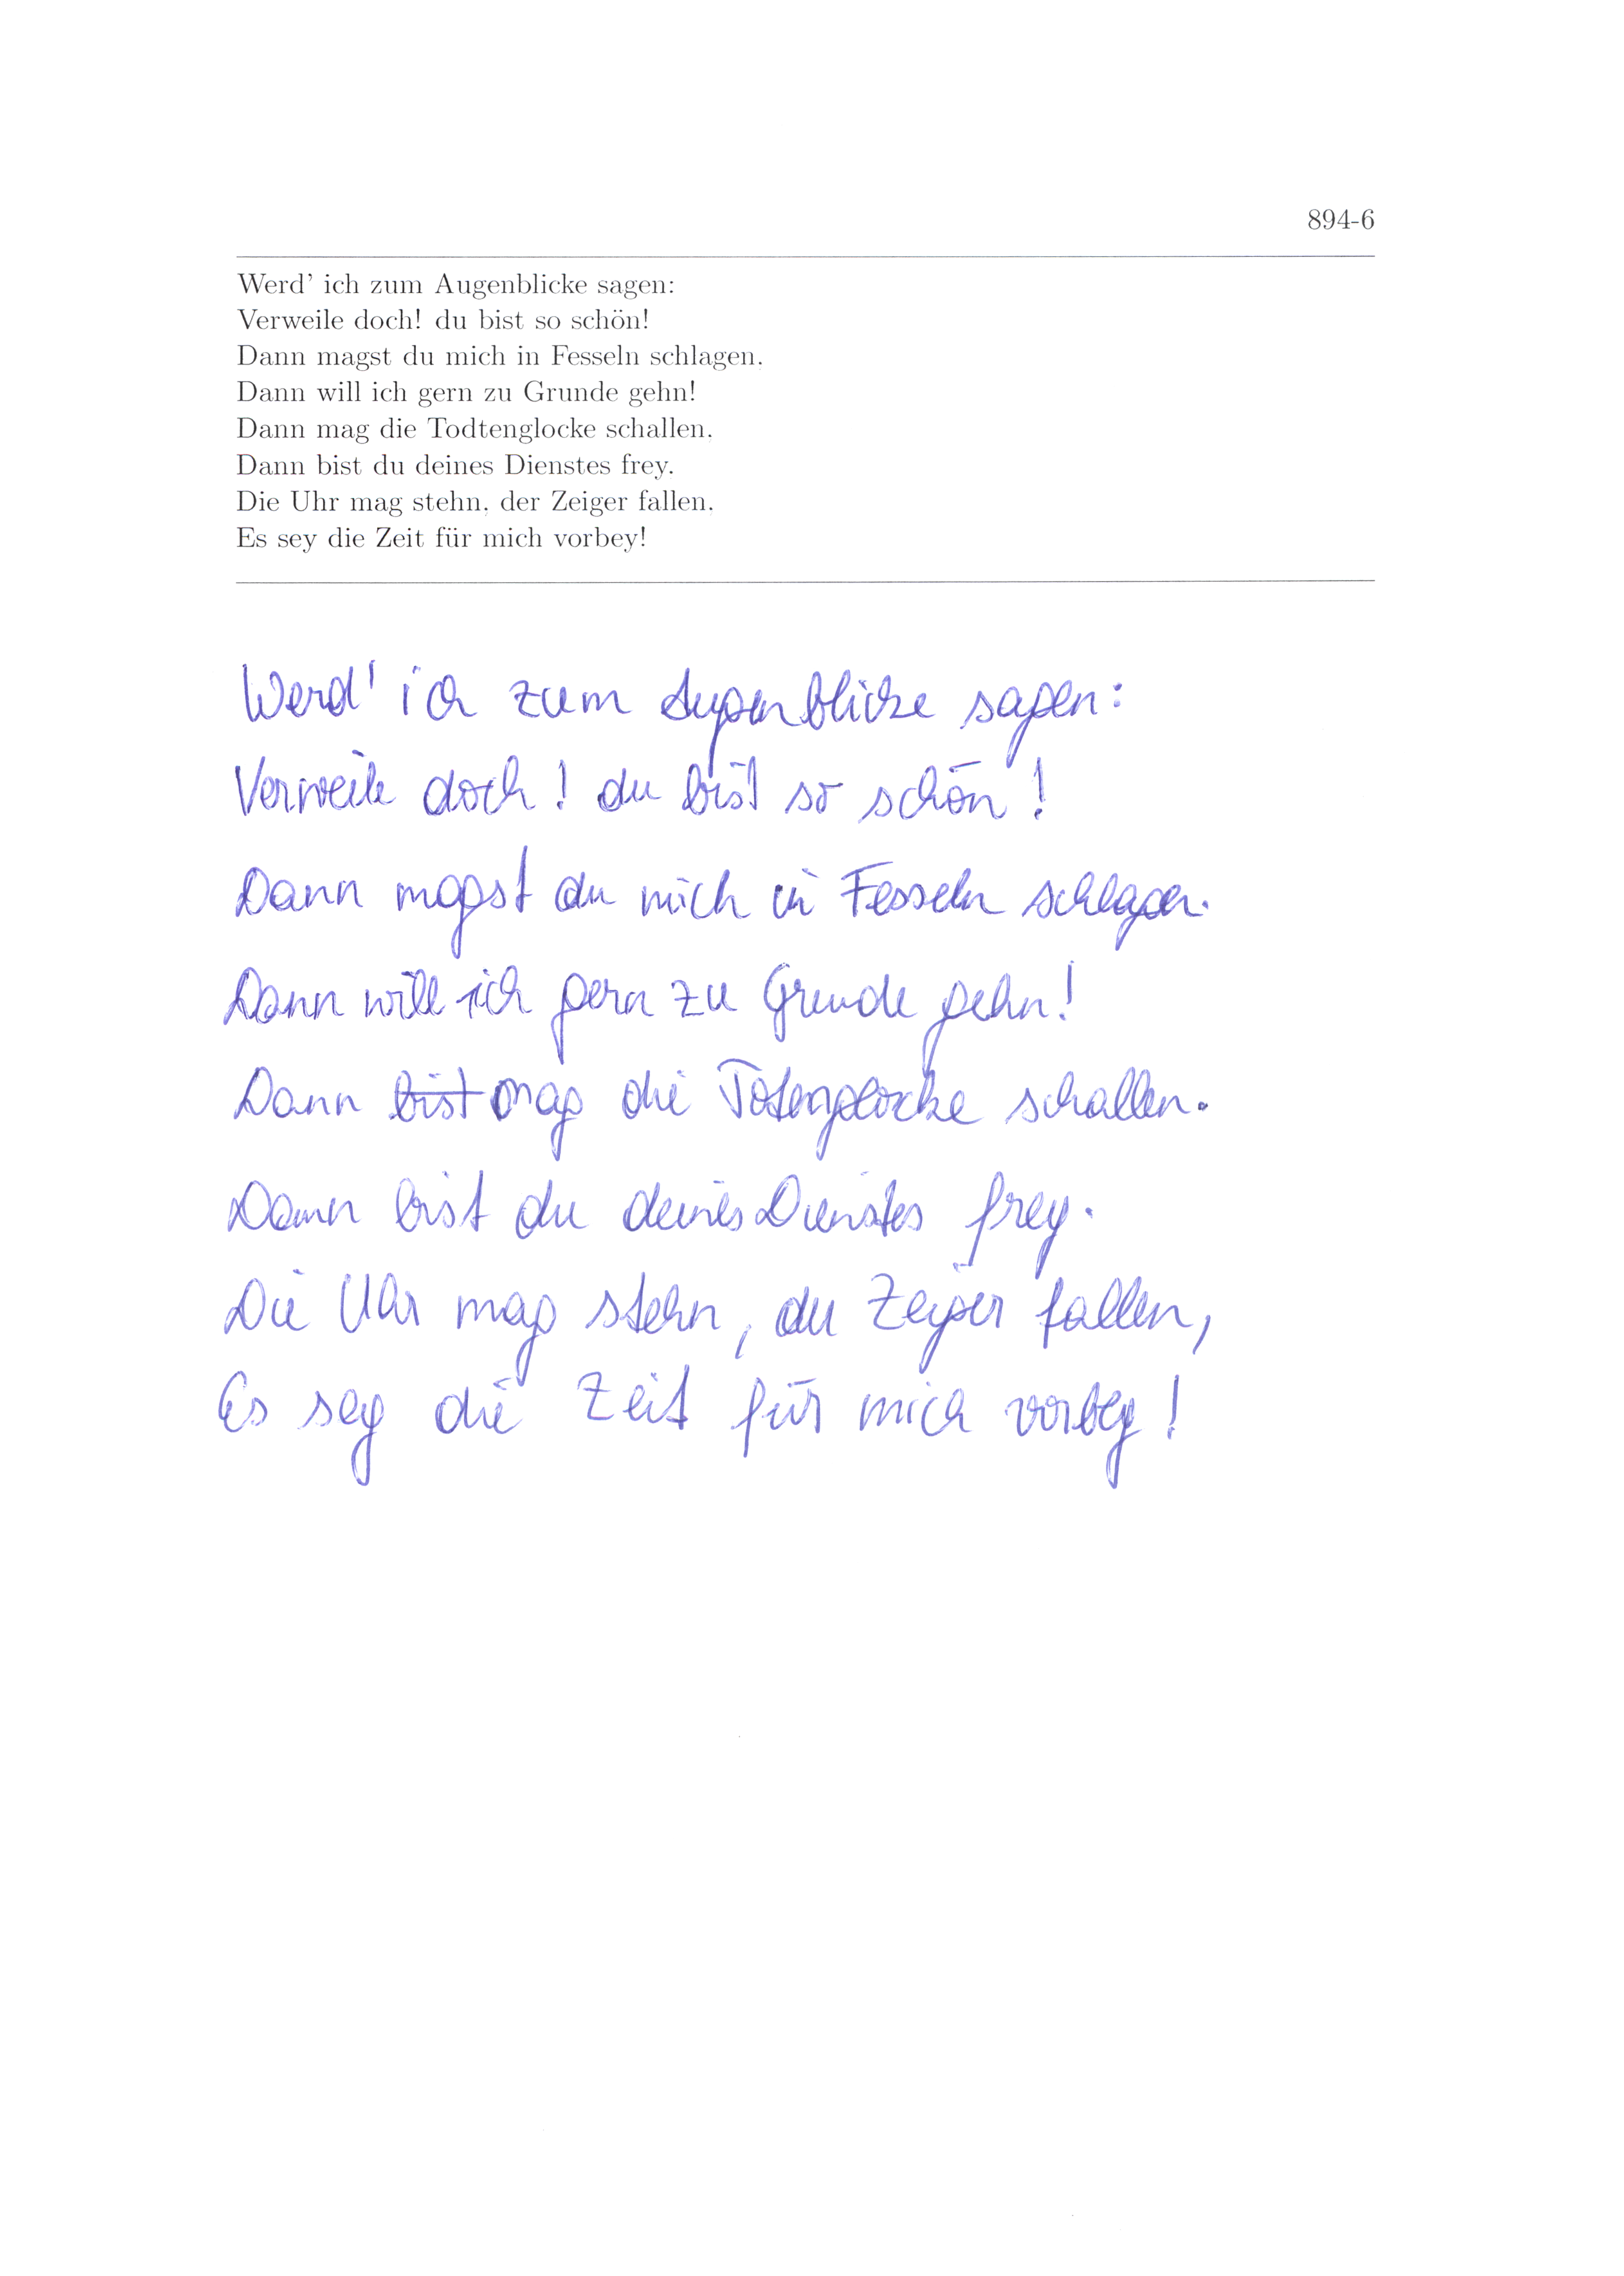 894-6
Werd' ich zum Augenblicke sagen:
Verweile doch! du bist so schön!
Dann magst du mich in Fesseln schlagen.
Dann will ich gern zu Grunde gehn!
Dann mag die Todtenglocke schallen.
Dann bist du deines Dienstes frey.
Die Uhr mag stehn, der Zeiger fallen.
Es sey die Zeit für mich vorbey!
Werd' ich zum Augenblicke sagen:
Verweile doch! du bist so schön!
Dann magst du mich in Fesseln schlagen.
Dann will ich gern zu Grunde gehn!
Dann bist mag die Totenglocke schallen.
Dann bist du deines Dienstes frey.
Die Uhr mag stehn, der Zeiger fallen,
Es sey die Zeit für mich vorbey!